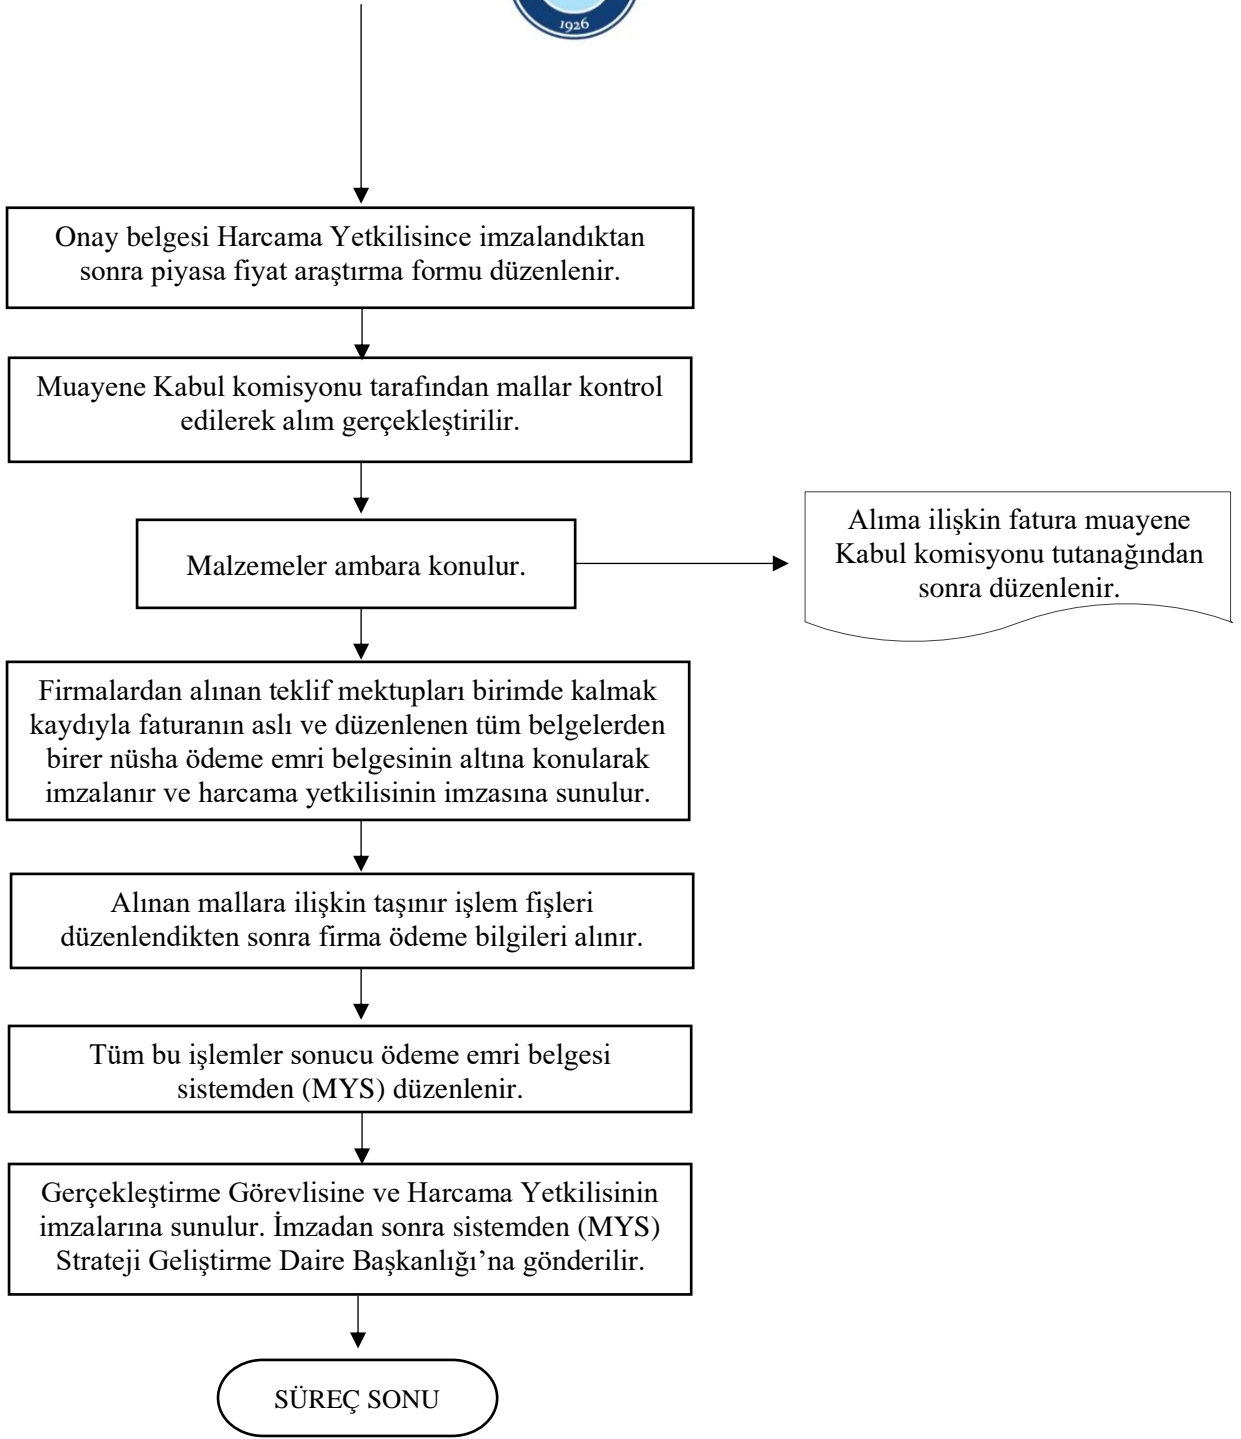 1926
Onay belgesi Harcama Yetkilisince imzalandıktan
sonra piyasa fiyat araştırma formu düzenlenir.
Muayene Kabul komisyonu tarafından mallar kontrol
edilerek alım gerçekleştirilir.
Malzemeler ambara konulur.
Alıma ilişkin fatura muayene
Kabul komisyonu tutanağından
sonra düzenlenir.
Firmalardan alınan teklif mektupları birimde kalmak
kaydıyla faturanın aslı ve düzenlenen tüm belgelerden
birer nüsha ödeme emri belgesinin altına konularak
imzalanır ve harcama yetkilisinin imzasına sunulur.
Alınan mallara ilişkin taşınır işlem fişleri
düzenlendikten sonra firma ödeme bilgileri alınır.
Tüm bu işlemler sonucu ödeme emri belgesi
sistemden (MYS) düzenlenir.
Gerçekleştirme Görevlisine ve Harcama Yetkilisinin
imzalarına sunulur. İmzadan sonra sistemden (MYS)
Strateji Geliştirme Daire Başkanlığı’na gönderilir.
SÜREÇ SONU